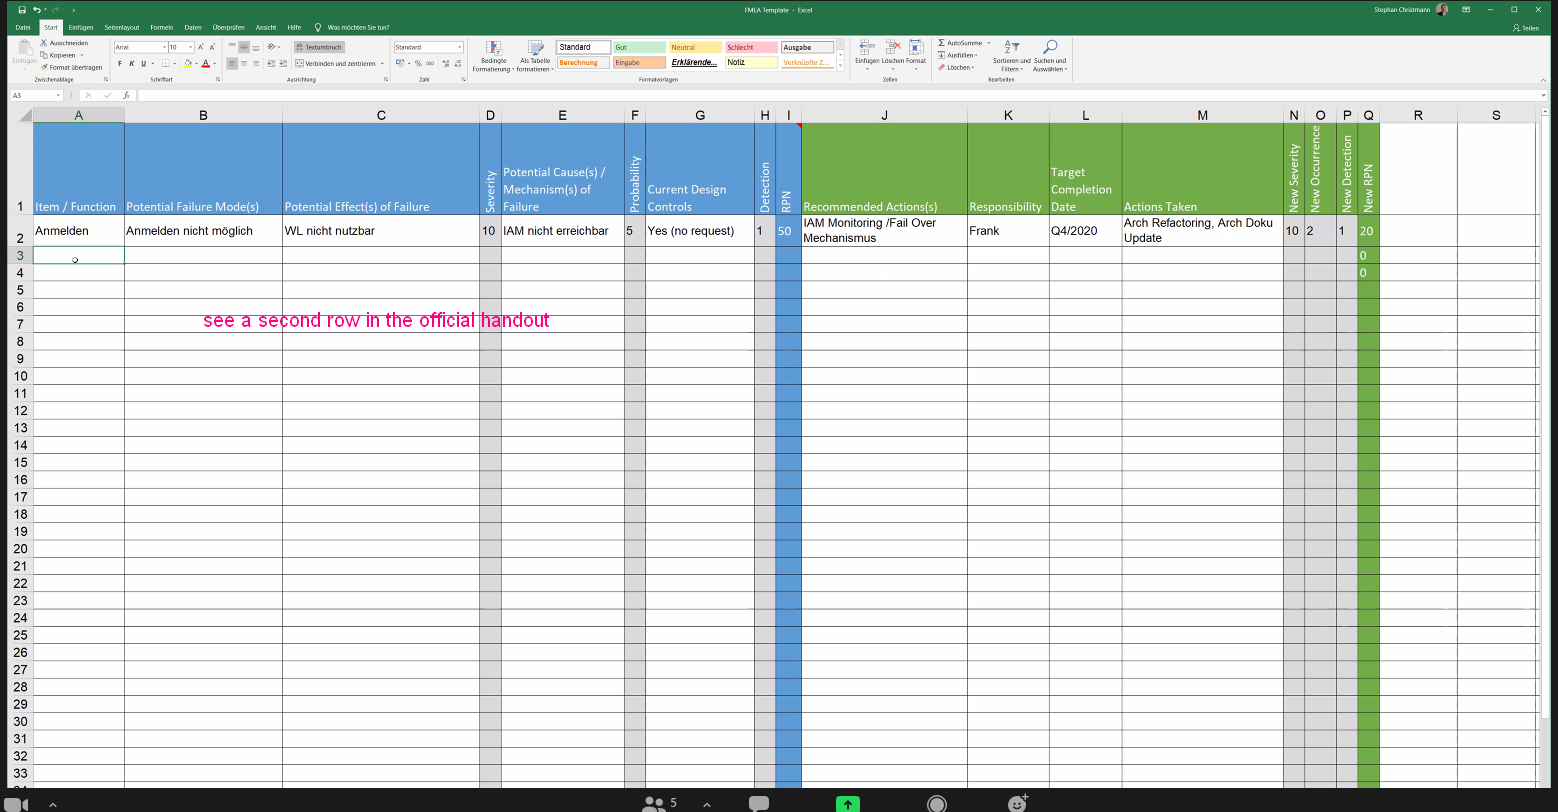 FMEA Template - Excel
Stephan Christmann
Datei Start Einfügen Seitenlayout Formeln Daten Überprüfen Ansicht Hilfe Was möchten Sie tun?
Teilen
Einfügen
Ausschneiden
Kopieren
Format übertragen
Zwischenablage
Arial 10
F K U
Schriftart
Textumbruch
Verbinden und zentrieren
Ausrichtung
Standard
% 000
Zahl
Bedingte Formatierung
Als Tabelle formatieren
Standard Gut Neutral Schlecht Ausgabe
Berechnung Eingabe Erklärende... Notiz Verknüpfte Z...
Formatvorlagen
Einfügen Löschen Format
Zellen
AutoSumme
Ausfüllen
Löschen
Sortieren und Filtern
Suchen und Auswählen
Bearbeiten
A3
fx
A B C D E F G H I J K L M N O P Q R S
1 Item / Function Potential Failure Mode(s) Potential Effect(s) of Failure Severity Potential Cause(s) / Mechanism(s) of Failure Probability Current Design Controls Detection RPN Recommended Actions(s) Responsibility Target Completion Date Actions Taken New Severity New Occurrence New Detection New RPN
2 Anmelden Anmelden nicht möglich WL nicht nutzbar 10 IAM nicht erreichbar 5 Yes (no request) 1 50 IAM Monitoring /Fail Over Mechanismus Frank Q4/2020 Arch Refactoring, Arch Doku Update 10 2 1 20
3 0
4 0
5
6
see a second row in the official handout
7
8
9
10
11
12
13
14
15
16
17
18
19
20
21
22
23
24
25
26
27
28
29
30
31
32
33
5